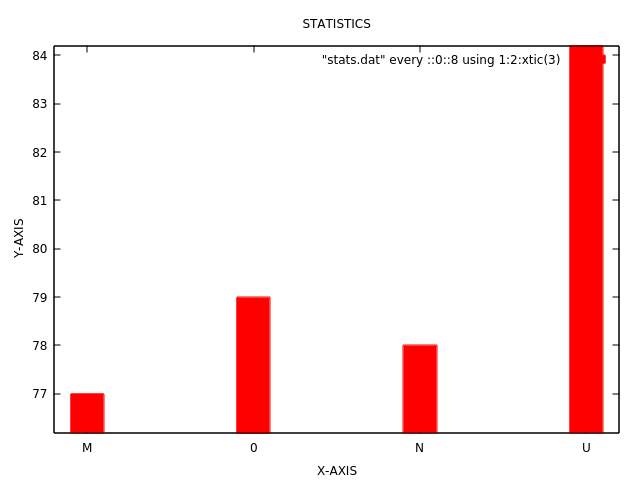 STATISTICS
"stats.dat" every ::0::8 using 1:2:xtic(3)
84
83
82
81
80
79
78
77
Y-AXIS
M 0 N U
X-AXIS